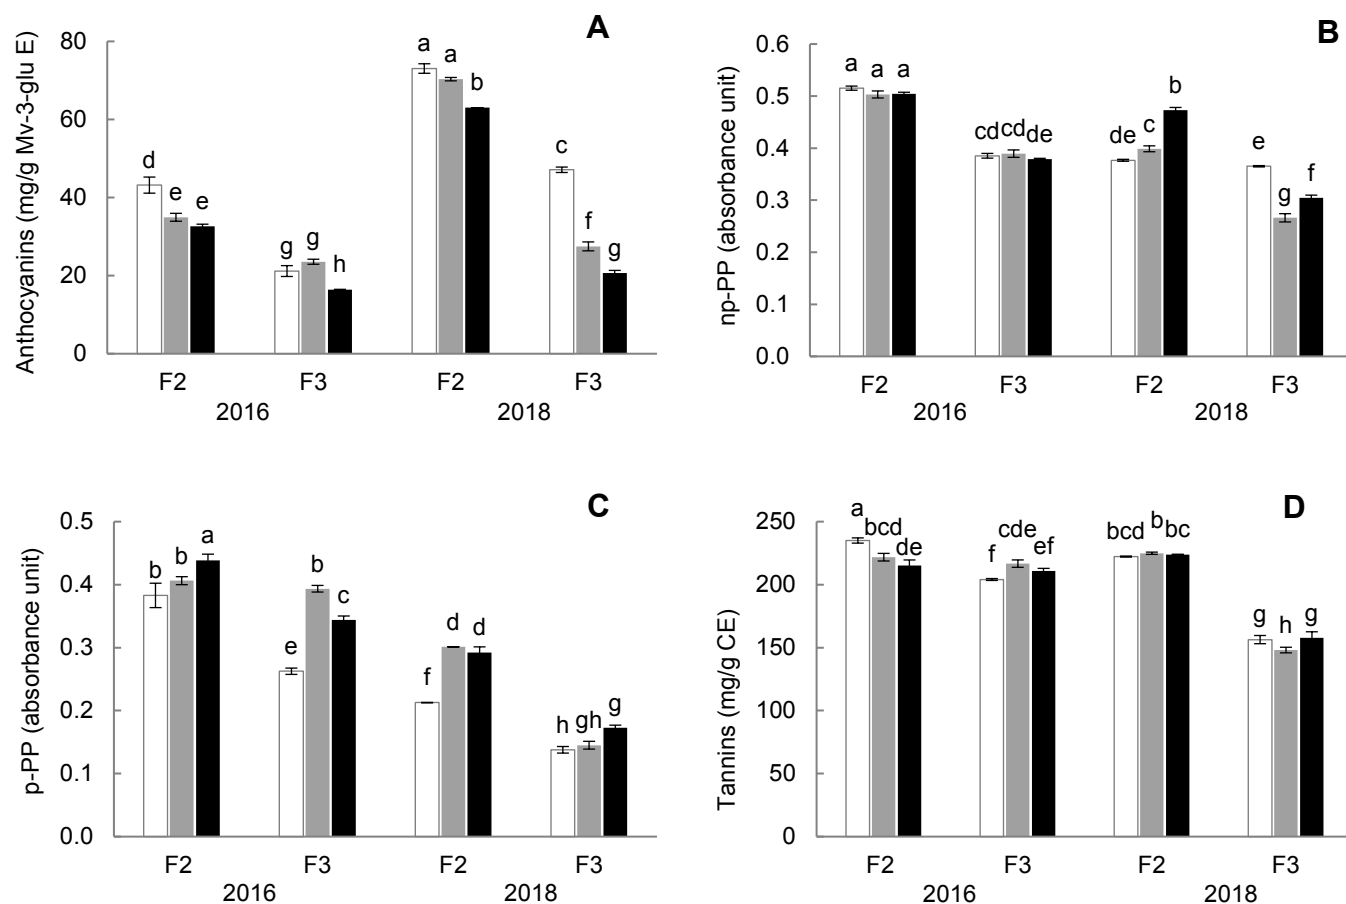 A
Anthocyanins (mg/g Mv-3-glu E)
80
60
40
20
0
d e e
g g h
a a b
c f g
F2 F3 F2 F3
2016 2018
B
np-PP (absorbance unit)
0.6
0.5
0.4
0.3
0.2
0.1
0.0
a a a
cd cd de
de c b
e g f
F2 F3 F2 F3
2016 2018
C
p-PP (absorbance unit)
0.5
0.4
0.3
0.2
0.1
0.0
b b a
e b c
f d d
h gh g
F2 F3 F2 F3
2016 2018
D
Tannins (mg/g CE)
250
200
150
100
50
0
a bcd de
f cde ef
bcd b bc
g h g
F2 F3 F2 F3
2016 2018